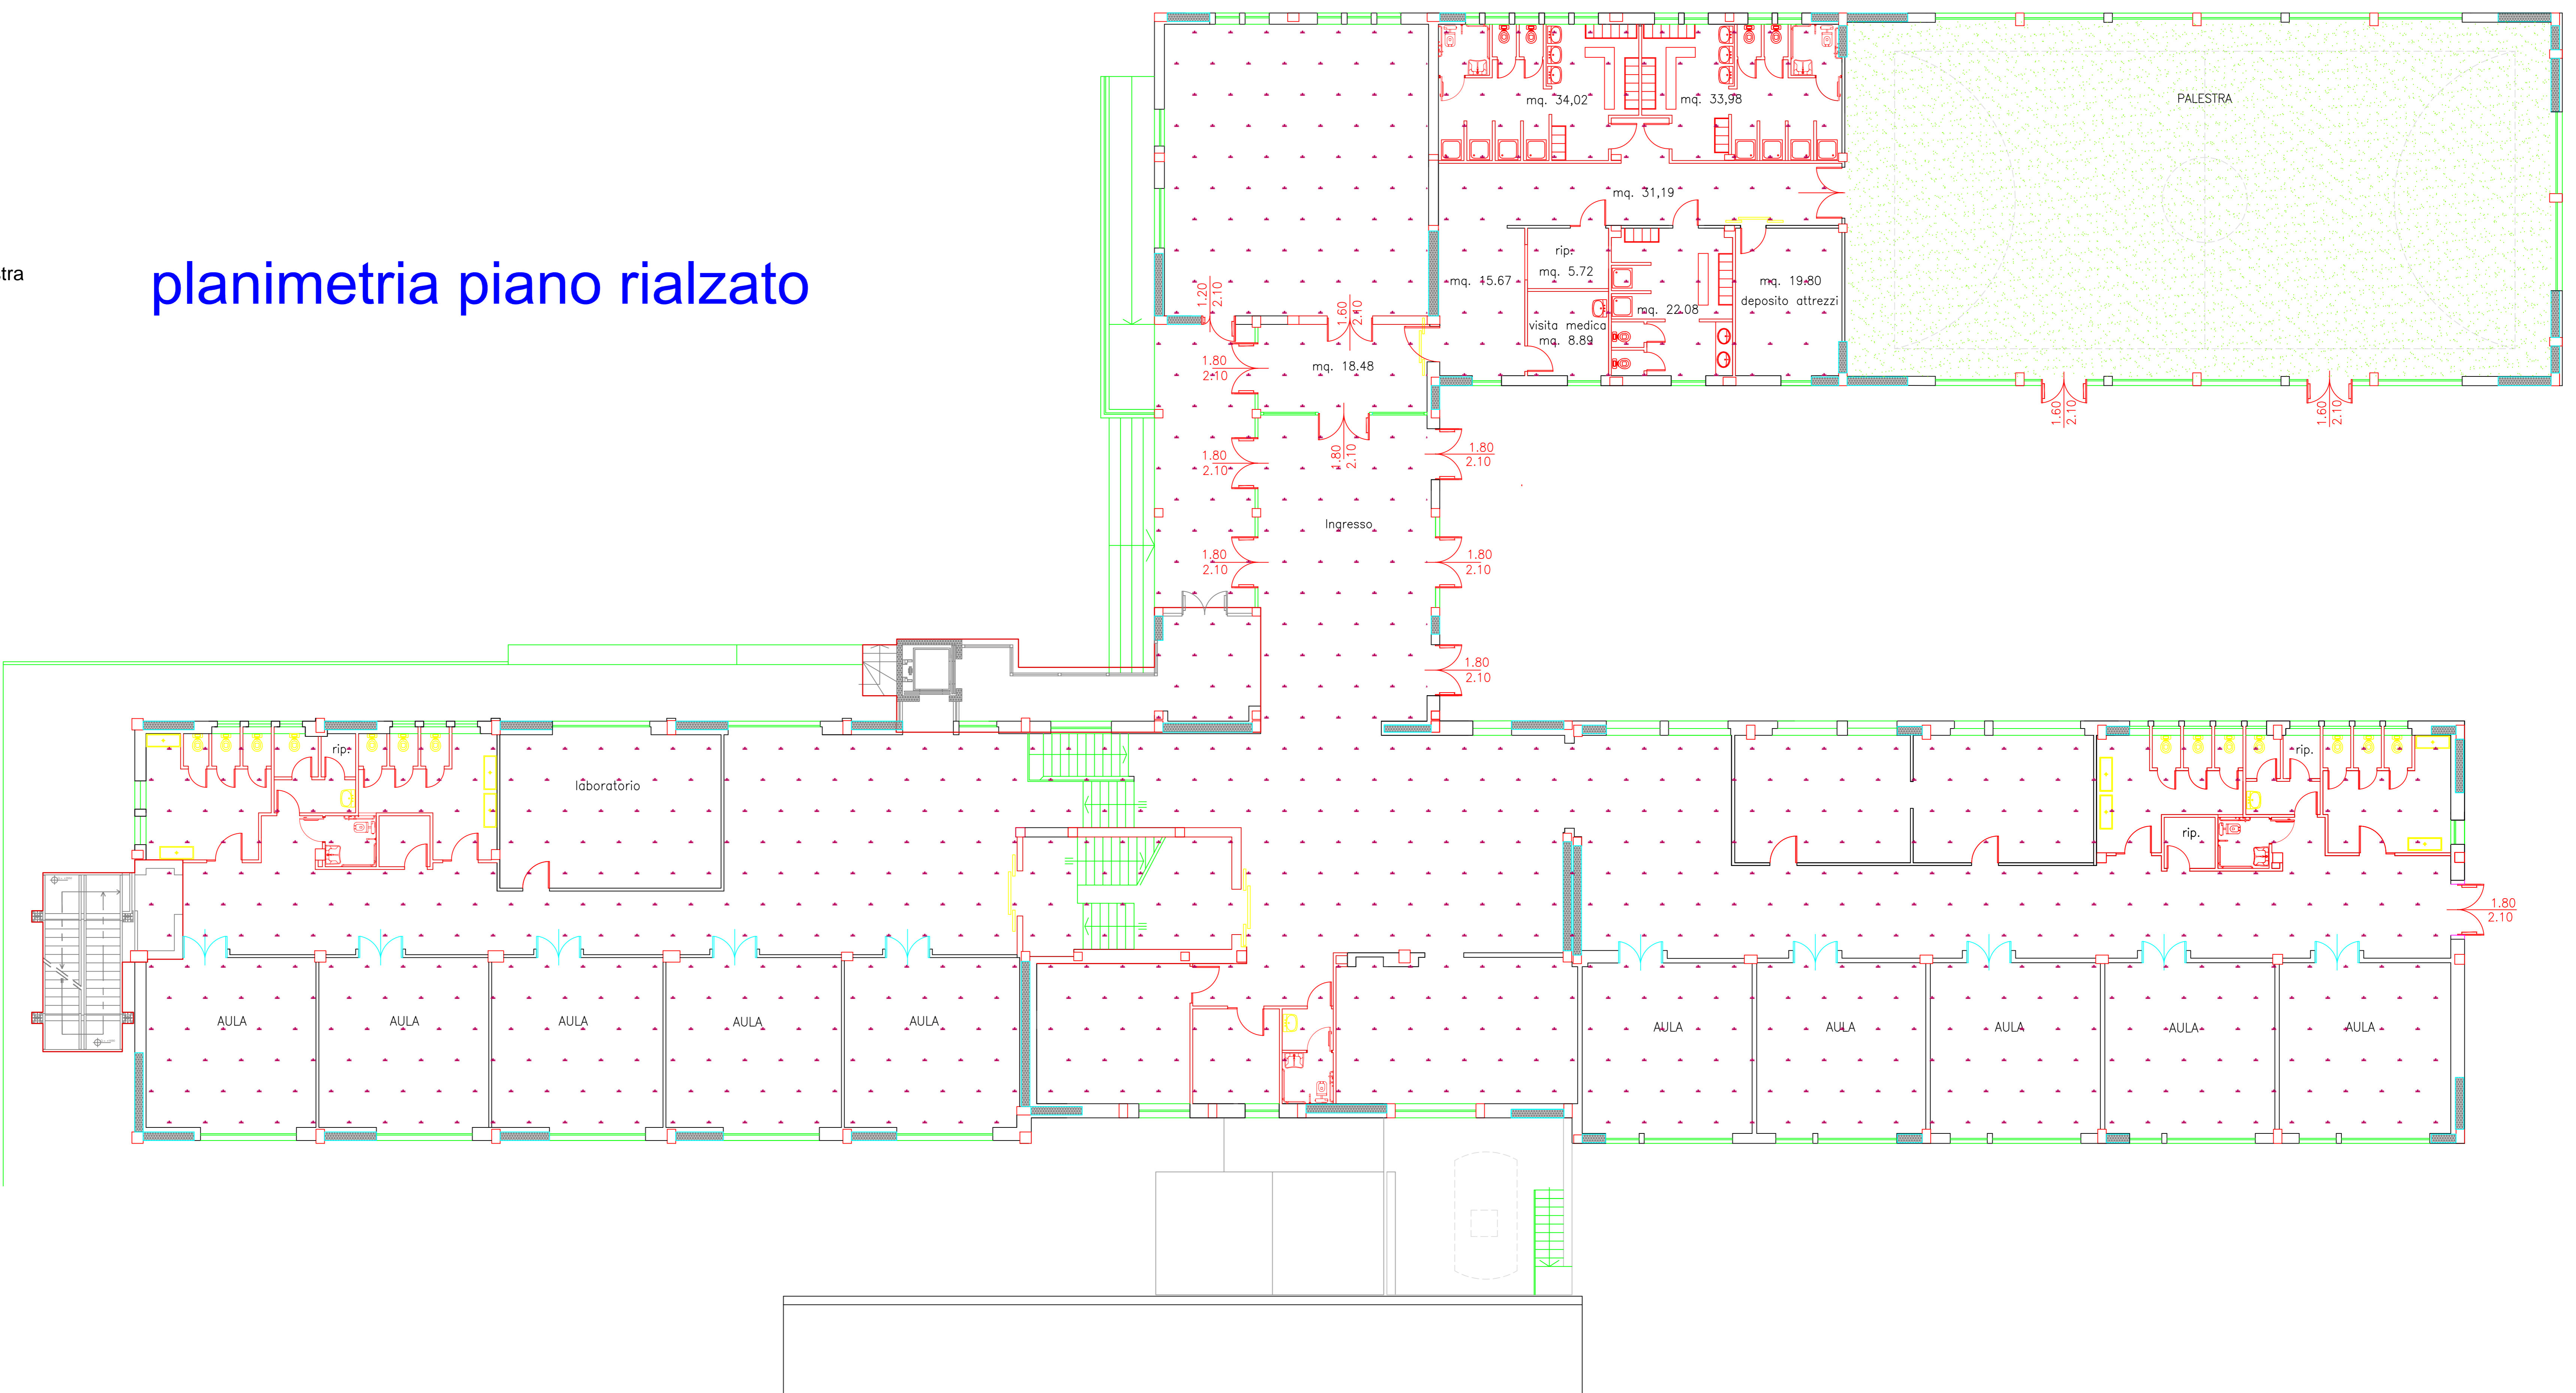 mq. 34,02
mq. 33,98
PALESTRA
mq. 31,19
stra
planimetria piano rialzato
rip.
mq. 5.72
mq. 15.67
mq. 19.80
deposito attrezzi
mq. 22.08
visita medica
mq. 8.89
1.20
2.10
1.60
2.10
mq. 18.48
1.80
2.10
1.60
2.10
1.60
2.10
1.80
2.10
1.80
2.10
1.80
2.10
Ingresso
1.80
2.10
1.80
2.10
1.80
2.10
rip.
laboratorio
rip.
rip.
1.80
2.10
AULA
AULA
AULA
AULA
AULA
AULA
AULA
AULA
AULA
AULA